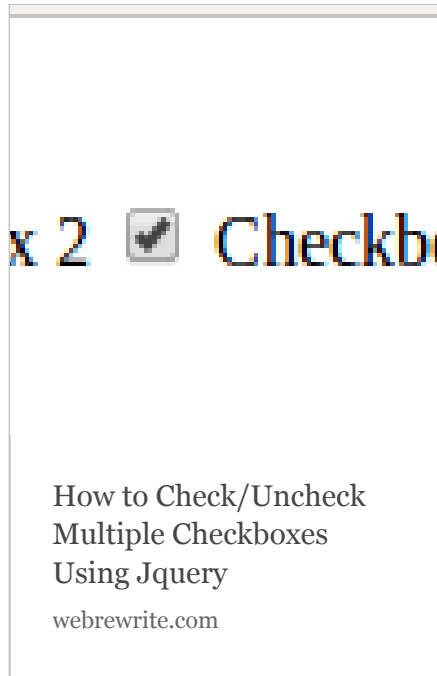 x 2 Checkb
How to Check/Uncheck
Multiple Checkboxes
Using Jquery
webrewrite.com